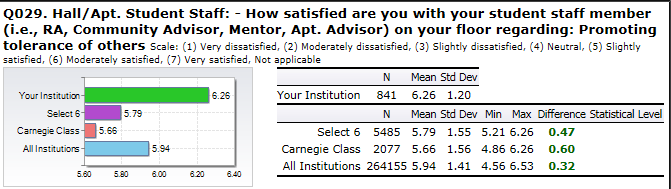 Q029. Hall/Apt. Student Staff: - How satisfied are you with your student staff member
(i.e., RA, Community Advisor, Mentor, Apt. Advisor) on your floor regarding: Promoting
tolerance of others Scale: (1) Very dissatisfied, (2) Moderately dissatisfied, (3) Slightly dissatisfied, (4) Neutral, (5) Slightly
satisfied, (6) Moderately satisfied, (7) Very satisfied, Not applicable
Your Institution 6.26
Select 6 5.79
Carnegie Class 5.66
All Institutions 5.94
5.60 5.80 6.00 6.20 6.40
N Mean Std Dev
Your Institution 841 6.26 1.20
N Mean Std Dev Min Max Difference Statistical Level
Select 6 5485 5.79 1.55 5.21 6.26 0.47
Carnegie Class 2077 5.66 1.56 4.86 6.26 0.60
All Institutions 264155 5.94 1.41 4.56 6.53 0.32